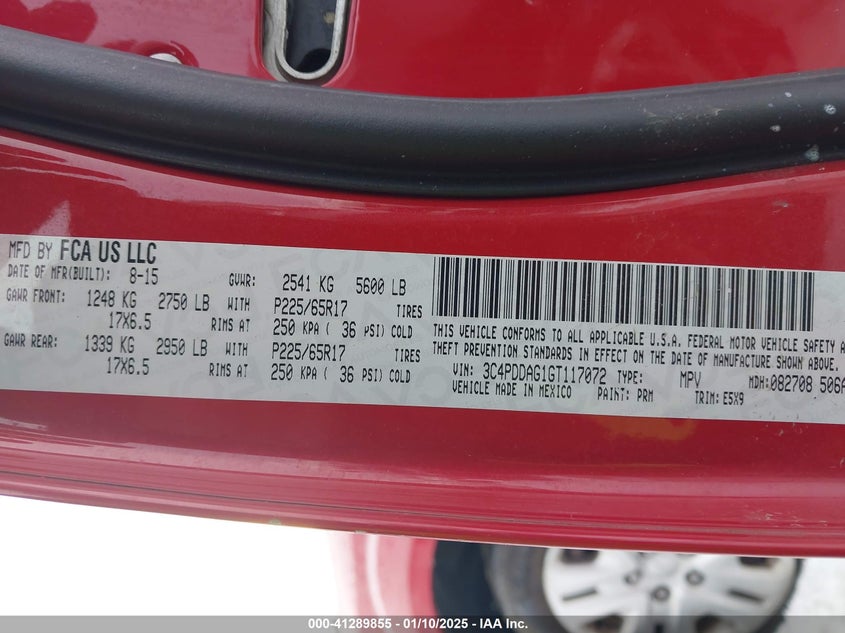 MFD BY FCA US LLC
DATE OF MFR(BUILT): 8-15 GVWR: 2541 KG 5600 LB
GAWR FRONT: 1248 KG 2750 LB WITH P225/65R17 TIRES
17X6.5 RIMS AT 250 KPA ( 36 PSI) COLD
GAWR REAR: 1339 KG 2950 LB WITH P225/65R17 TIRES
17X6.5 RIMS AT 250 KPA ( 36 PSI) COLD
THIS VEHICLE CONFORMS TO ALL APPLICABLE U.S.A. FEDERAL MOTOR VEHICLE SAFETY
THEFT PREVENTION STANDARDS IN EFFECT ON THE DATE OF MANUFACTURE SHOWN ABOVE.
VIN: 3C4PDDAG1GT117072 TYPE: MPV MDH:082708 506
VEHICLE MADE IN MEXICO PAINT: PRM TRIM: E5X9
000-41289855 - 01/10/2025 - IAA Inc.